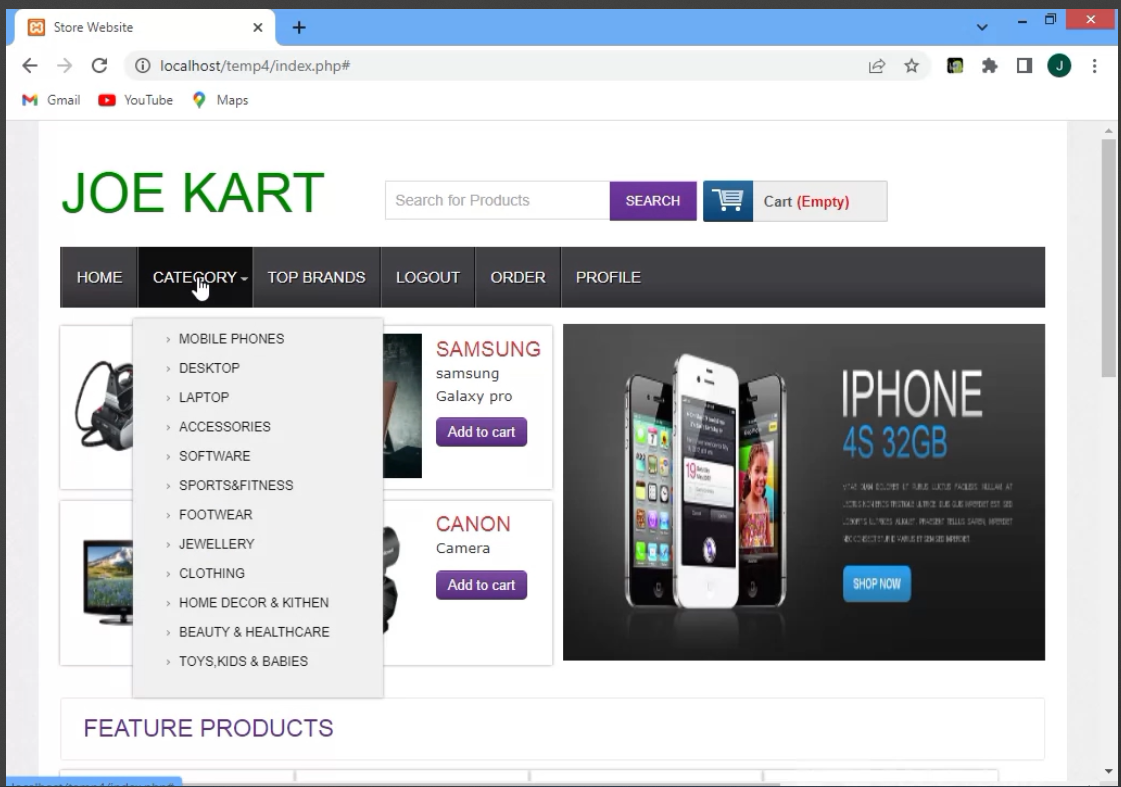 Store Website
localhost/temp4/index.php#
J
Gmail YouTube Maps
JOE KART
Search for Products SEARCH Cart (Empty)
HOME CATEGORY TOP BRANDS LOGOUT ORDER PROFILE
MOBILE PHONES
DESKTOP
LAPTOP
ACCESSORIES
SOFTWARE
SPORTS&FITNESS
FOOTWEAR
JEWELLERY
CLOTHING
HOME DECOR & KITHEN
BEAUTY & HEALTHCARE
TOYS,KIDS & BABIES
SAMSUNG
samsung
Galaxy pro
Add to cart
CANON
Camera
Add to cart
IPHONE
4S 32GB
SHOP NOW
FEATURE PRODUCTS